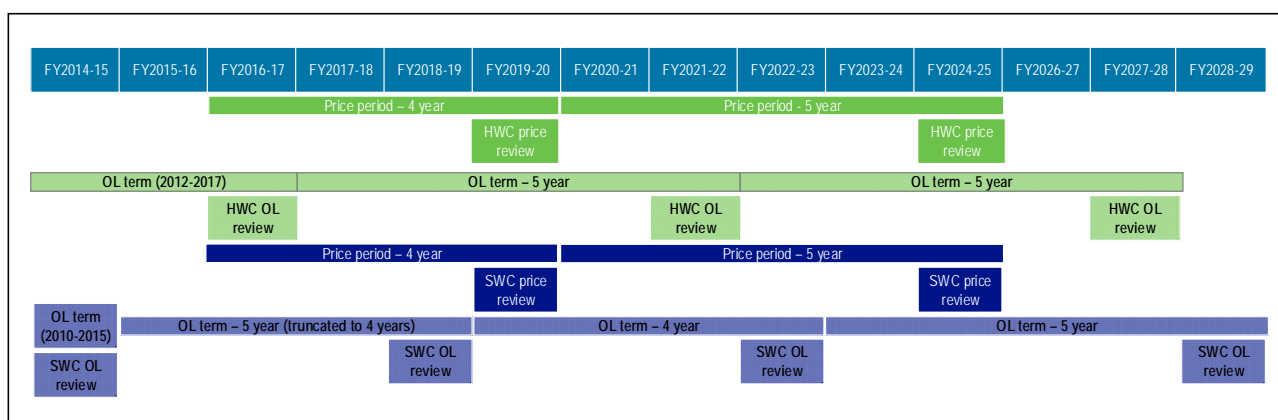 FY2014-15 FY2015-16 FY2016-17 FY2017-18 FY2018-19 FY2019-20 FY2020-21 FY2021-22 FY2022-23 FY2023-24 FY2024-25 FY2026-27 FY2027-28 FY2028-29
Price period – 4 year Price period - 5 year
HWC price HWC price
review review
OL term (2012-2017) OL term – 5 year OL term – 5 year
HWC OL HWC OL HWC OL
review review review
Price period – 4 year Price period – 5 year
SWC price SWC price
review review
OL term
(2010-2015)
OL term – 5 year (truncated to 4 years) OL term – 4 year OL term – 5 year
SWC OL SWC OL SWC OL SWC OL
review review review review